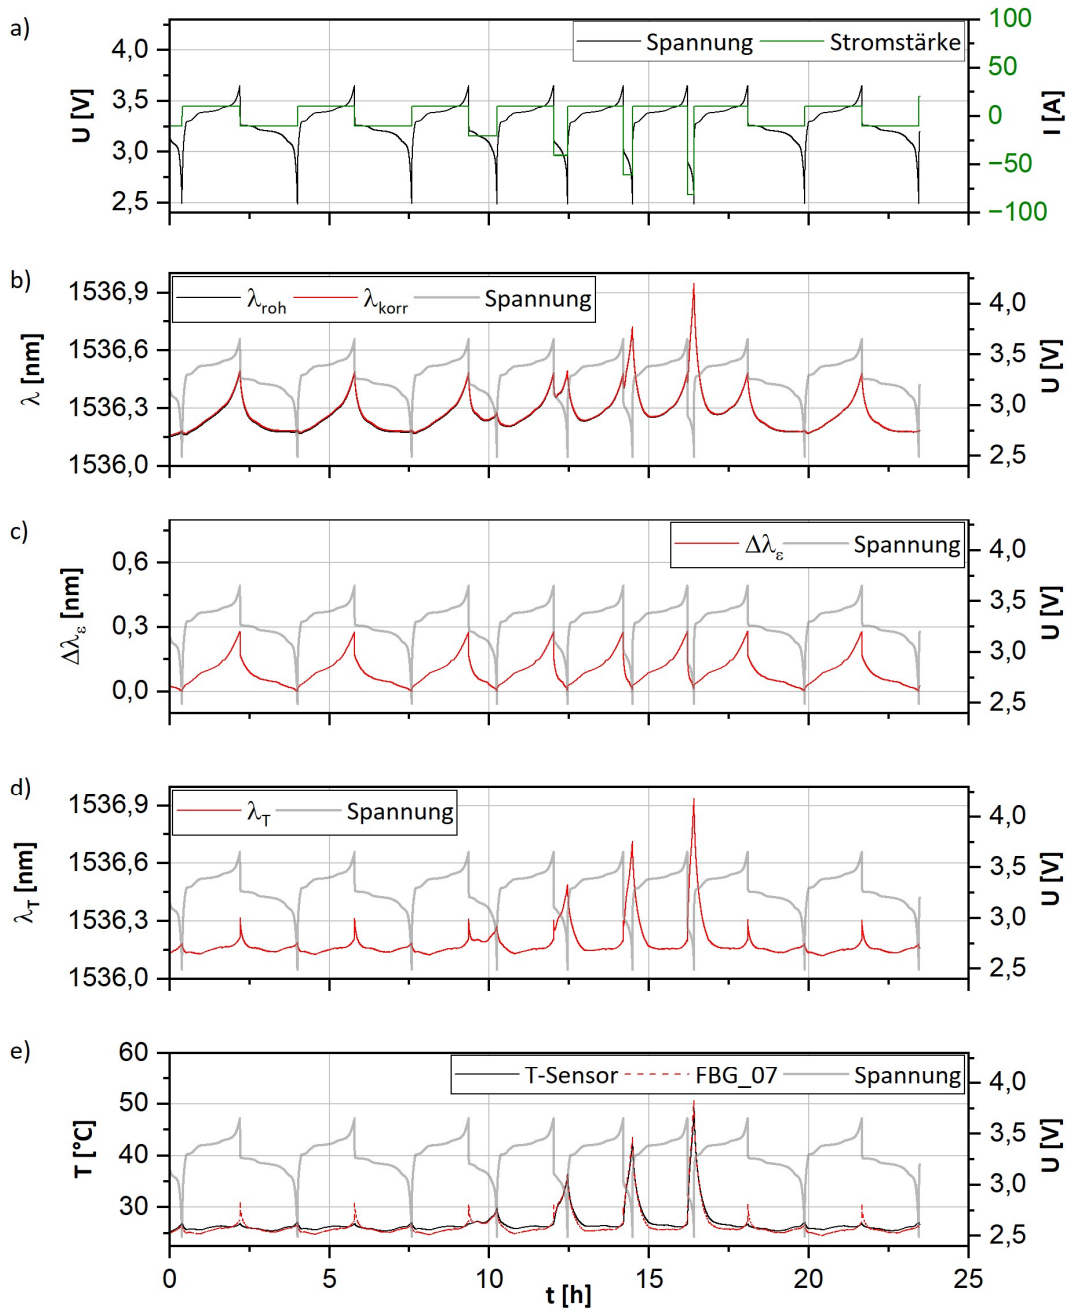 a)
U [V]
4,0
3,5
3,0
2,5
Spannung Stromstärke
100
50
0
−50
−100
I [A]
b)
λ [nm]
1536,9
1536,6
1536,3
1536,0
λroh λkorr Spannung
4,0
3,5
3,0
2,5
U [V]
c)
Δλε [nm]
0,6
0,3
0,0
Δλε Spannung
4,0
3,5
3,0
2,5
U [V]
d)
λT [nm]
1536,9
1536,6
1536,3
1536,0
λT Spannung
4,0
3,5
3,0
2,5
U [V]
e)
T [°C]
60
50
40
30
T-Sensor FBG_07 Spannung
4,0
3,5
3,0
2,5
U [V]
0 5 10 15 20 25
t [h]